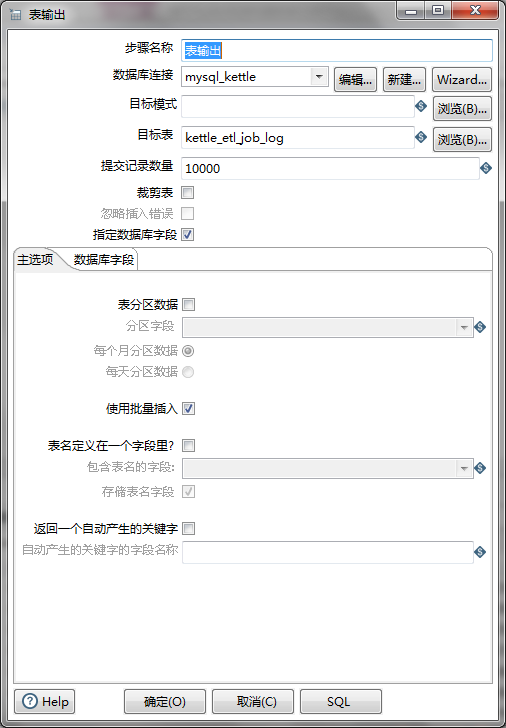 表输出
步骤名称 表输出
数据库连接 mysql_kettle 编辑... 新建... Wizard...
目标模式 浏览(B)...
目标表 kettle_etl_job_log 浏览(B)...
提交记录数量 10000
裁剪表
忽略插入错误
指定数据库字段
主选项 数据库字段
表分区数据
分区字段
每个月分区数据
每天分区数据
使用批量插入
表名定义在一个字段里?
包含表名的字段:
存储表名字段
返回一个自动产生的关键字
自动产生的关键字的字段名称
Help 确定(O) 取消(C) SQL